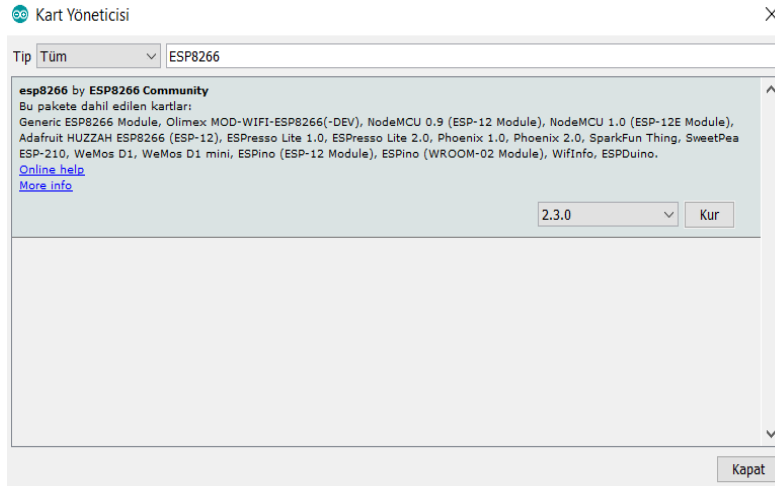 Kart Yöneticisi
Tip Tüm ESP8266
esp8266 by ESP8266 Community
Bu pakete dahil edilen kartlar:
Generic ESP8266 Module, Olimex MOD-WIFI-ESP8266(-DEV), NodeMCU 0.9 (ESP-12 Module), NodeMCU 1.0 (ESP-12E Module),
Adafruit HUZZAH ESP8266 (ESP-12), ESPresso Lite 1.0, ESPresso Lite 2.0, Phoenix 1.0, Phoenix 2.0, SparkFun Thing, SweetPea
ESP-210, WeMos D1, WeMos D1 mini, ESPino (ESP-12 Module), ESPino (WROOM-02 Module), WifInfo, ESPDuino.
Online help
More info
2.3.0 Kur
Kapat